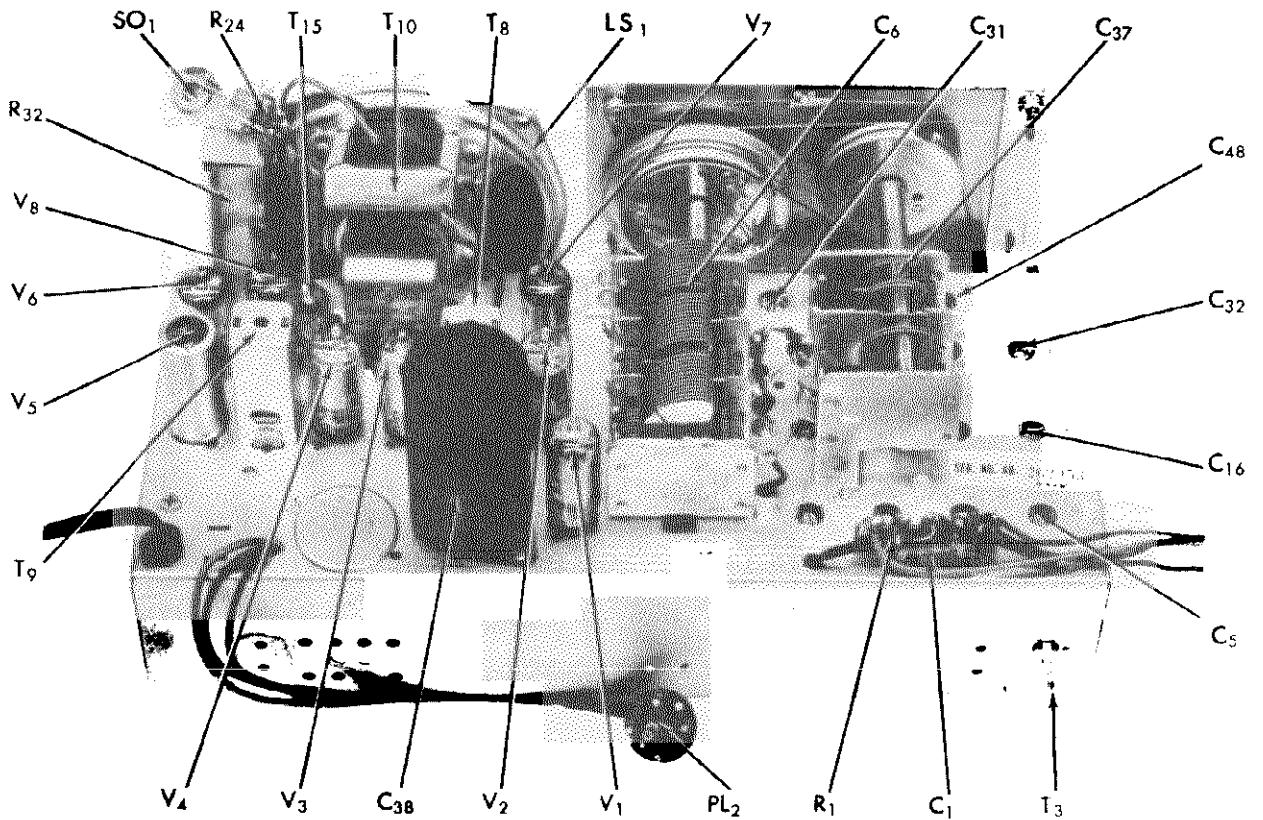 SO₁ R₂₄ T₁₅ T₁₀ T₈ LS₁ V₇ C₆ C₃₁ C₃₇
R₃₂
C₄₈
V₈
V₆
C₃₂
V₅
C₁₆
T₉
C₅
V₄ V₃ C₃₈ V₂ V₁ PL₂ R₁ C₁ T₃